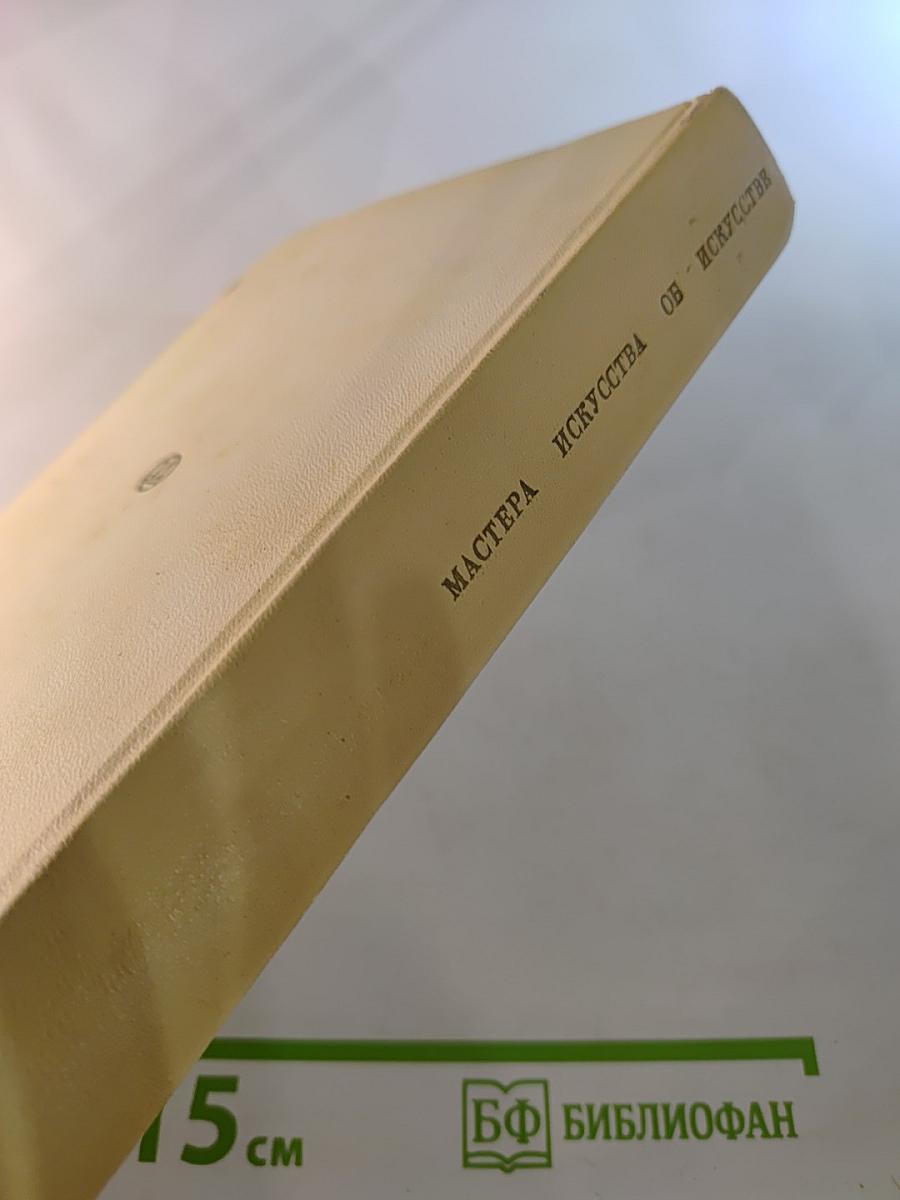 МАСТЕРА ИСКУССТВА ОБ ИСКУССТВЕ
15 см
БФ БИБЛИОФАН